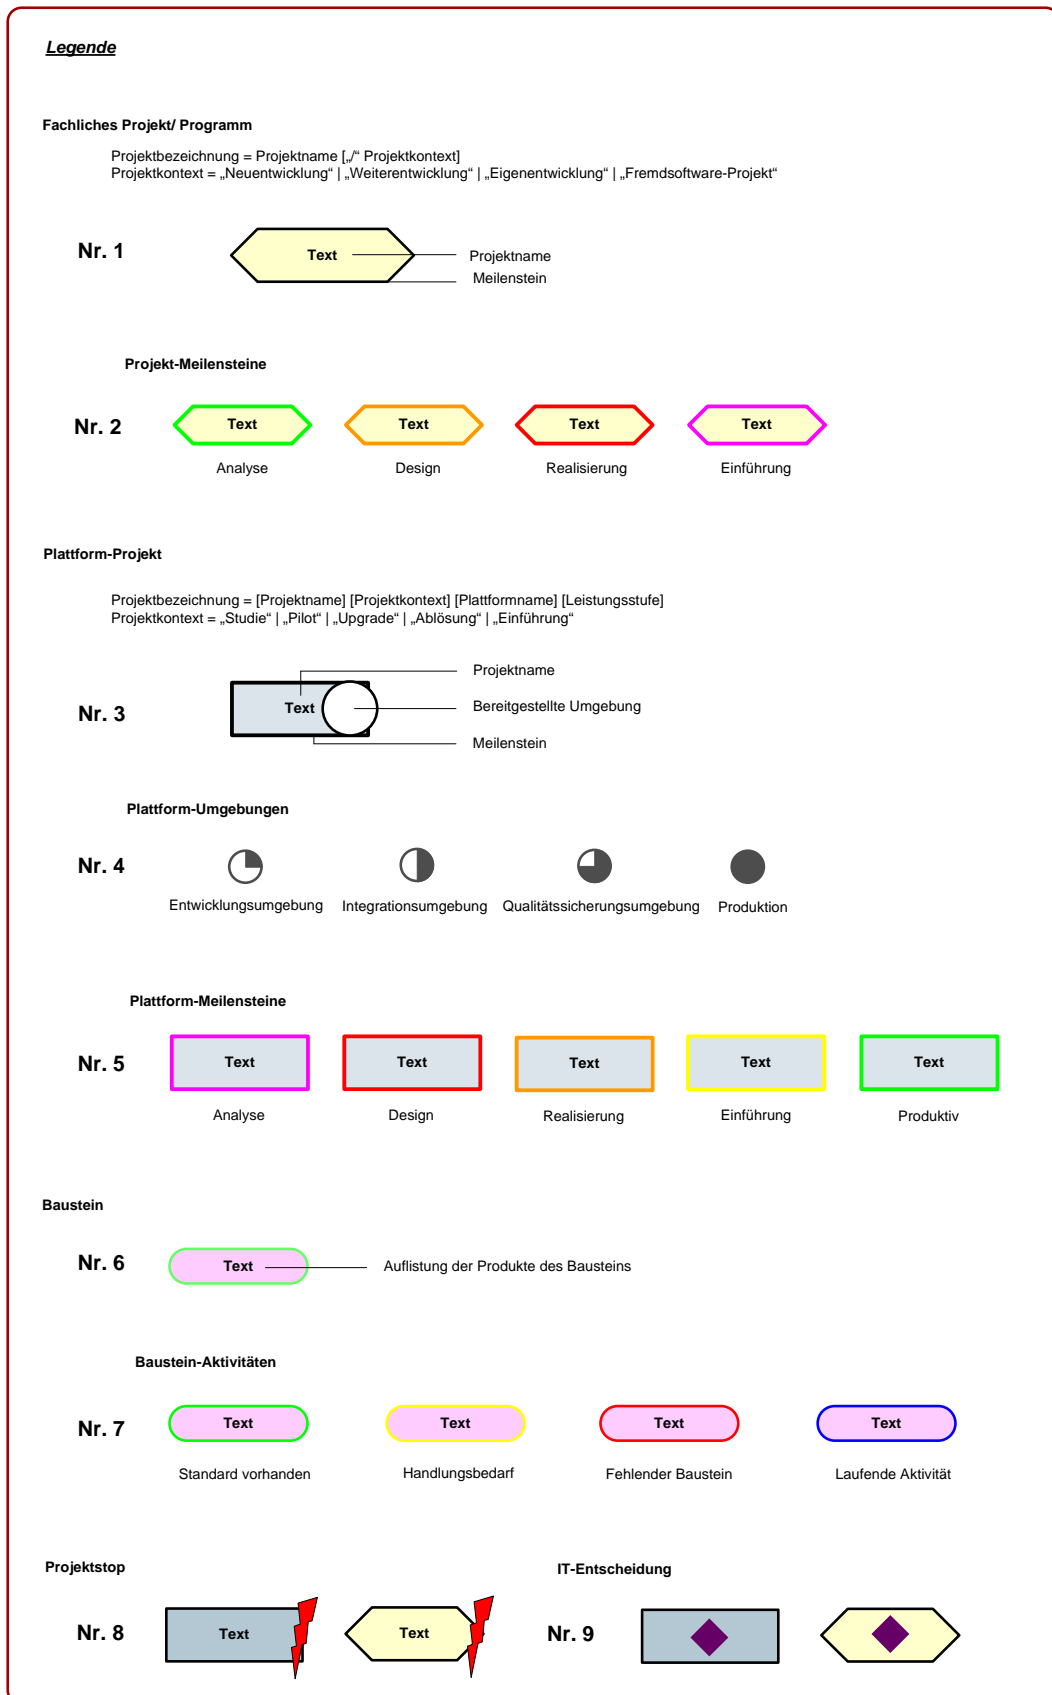 Legende
Fachliches Projekt/ Programm
Projektbezeichnung = Projektname [„/“ Projektkontext]
Projektkontext = „Neuentwicklung“ | „Weiterentwicklung“ | „Eigenentwicklung“ | „Fremdsoftware-Projekt“
Nr. 1
Text
Projektname
Meilenstein
Projekt-Meilensteine
Nr. 2
Text
Text
Text
Text
Analyse
Design
Realisierung
Einführung
Plattform-Projekt
Projektbezeichnung = [Projektname] [Projektkontext] [Plattformname] [Leistungsstufe]
Projektkontext = „Studie“ | „Pilot“ | „Upgrade“ | „Ablösung“ | „Einführung“
Projektname
Nr. 3
Text
Bereitgestellte Umgebung
Meilenstein
Plattform-Umgebungen
Nr. 4
Entwicklungsumgebung
Integrationsumgebung
Qualitätssicherungsumgebung
Produktion
Plattform-Meilensteine
Nr. 5
Text
Text
Text
Text
Text
Analyse
Design
Realisierung
Einführung
Produktiv
Baustein
Nr. 6
Text
Auflistung der Produkte des Bausteins
Baustein-Aktivitäten
Nr. 7
Text
Text
Text
Text
Standard vorhanden
Handlungsbedarf
Fehlender Baustein
Laufende Aktivität
Projektstop
IT-Entscheidung
Nr. 8
Text
Text
Nr. 9